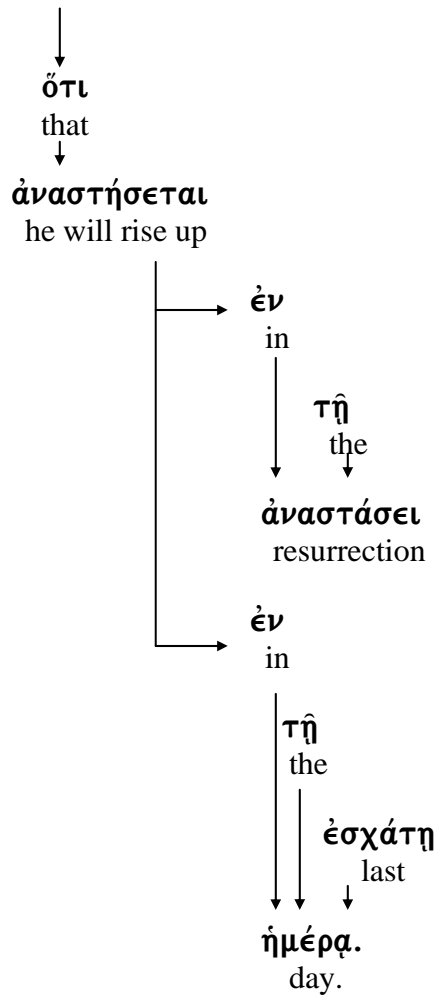 ὅτι
that
ἀναστήσεται
he will rise up
ἐν
in
τῇ
the
ἀναστάσει
resurrection
ἐν
in
τῇ
the
ἐσχάτῃ
last
ἡμέρᾳ.
day.